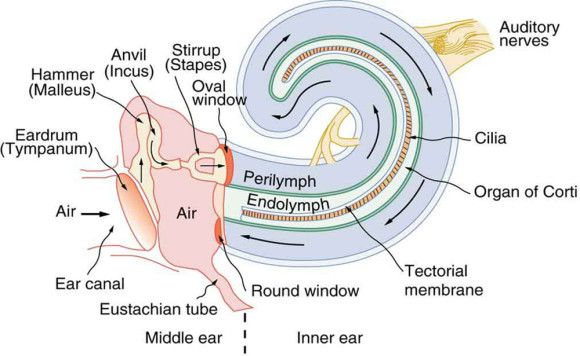 Auditory
nerves
Stirrup
(Stapes)
Anvil
(Incus)
Hammer
(Malleus)
Oval
window
Eardrum
(Tympanum)
Cilia
Perilymph
Organ of Corti
Endolymph
Air
Air
Tectorial
membrane
Ear canal
Round window
Eustachian tube
Middle ear
Inner ear